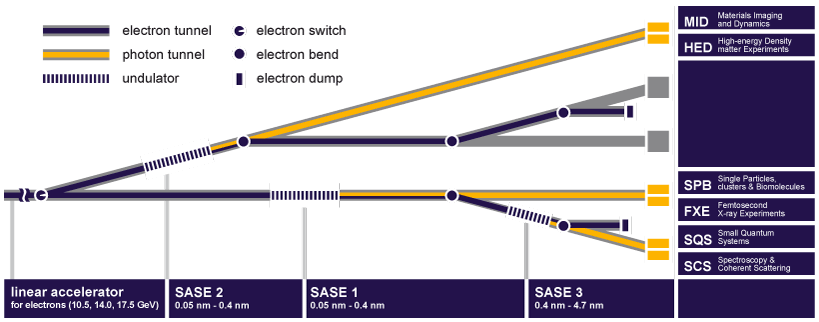 electron tunnel
photon tunnel
undulator
electron switch
electron bend
electron dump
MID Materials Imaging
and Dynamics
HED High-energy Density
matter Experiments
SPB Single Particles,
clusters & Biomolecules
FXE Femtosecond
X-ray Experiments
SQS Small Quantum
Systems
SCS Spectroscopy &
Coherent Scattering
linear accelerator
for electrons (10.5, 14.0, 17.5 GeV)
SASE 2
0.05 nm - 0.4 nm
SASE 1
0.05 nm - 0.4 nm
SASE 3
0.4 nm - 4.7 nm